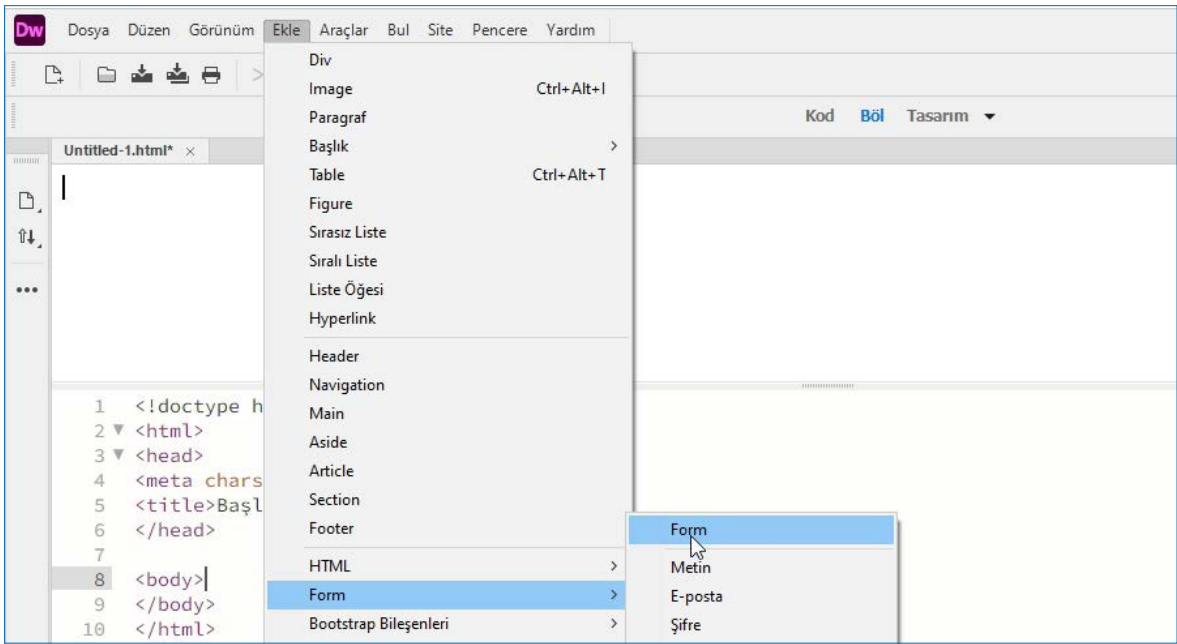 Dw Dosya Düzen Görünüm Ekle Araçlar Bul Site Pencere Yardım
Kod Böl Tasarım
Untitled-1.html* ×
Div
Image Ctrl+Alt+I
Paragraf
Başlık >
Table Ctrl+Alt+T
Figure
Sırasız Liste
Sıralı Liste
Liste Öğesi
Hyperlink
Header
Navigation
Main
Aside
Article
Section
Footer
HTML >
Form >
Bootstrap Bileşenleri >
Form
Metin
E-posta
Şifre
1 <!doctype h
2 <html>
3 <head>
4 <meta chars
5 <title>Başl
6 </head>
7
8 <body>
9 </body>
10 </html>